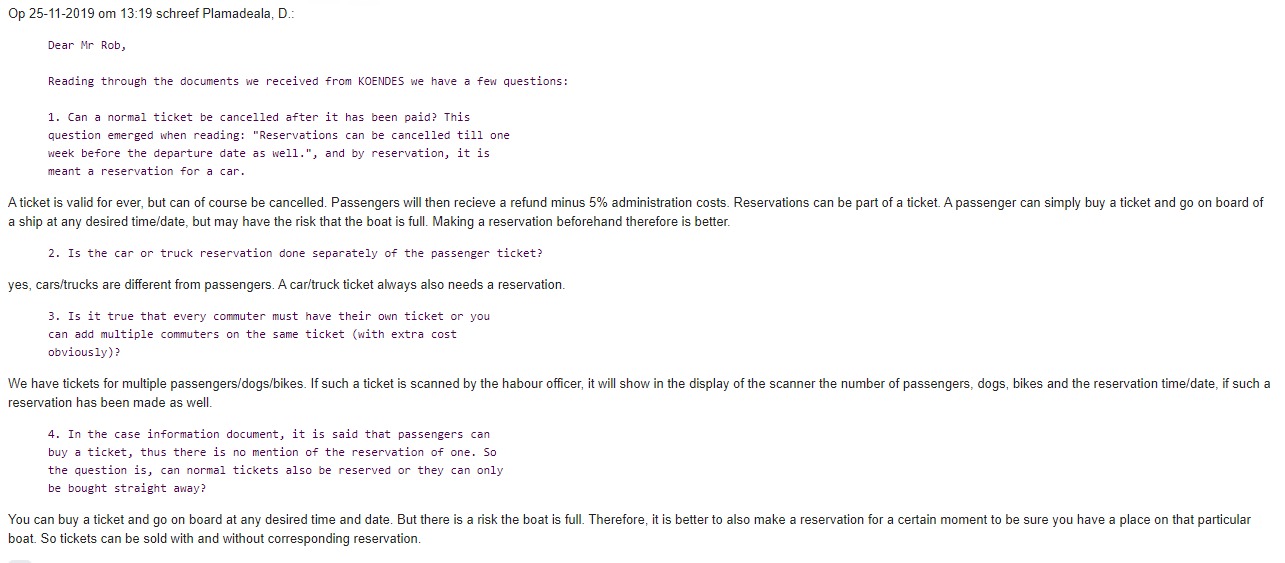 Op 25-11-2019 om 13:19 schreef Plamadeala, D.:
Dear Mr Rob,
Reading through the documents we received from KOENDES we have a few questions:
1. Can a normal ticket be cancelled after it has been paid? This
question emerged when reading: "Reservations can be cancelled till one
week before the departure date as well.", and by reservation, it is
meant a reservation for a car.
A ticket is valid for ever, but can of course be cancelled. Passengers will then recieve a refund minus 5% administration costs. Reservations can be part of a ticket. A passenger can simply buy a ticket and go on board of
a ship at any desired time/date, but may have the risk that the boat is full. Making a reservation beforehand therefore is better.
2. Is the car or truck reservation done separately of the passenger ticket?
yes, cars/trucks are different from passengers. A car/truck ticket always also needs a reservation.
3. Is it true that every commuter must have their own ticket or you
can add multiple commuters on the same ticket (with extra cost
obviously)?
We have tickets for multiple passengers/dogs/bikes. If such a ticket is scanned by the habour officer, it will show in the display of the scanner the number of passengers, dogs, bikes and the reservation time/date, if such a
reservation has been made as well.
4. In the case information document, it is said that passengers can
buy a ticket, thus there is no mention of the reservation of one. So
the question is, can normal tickets also be reserved or they can only
be bought straight away?
You can buy a ticket and go on board at any desired time and date. But there is a risk the boat is full. Therefore, it is better to also make a reservation for a certain moment to be sure you have a place on that particular
boat. So tickets can be sold with and without corresponding reservation.